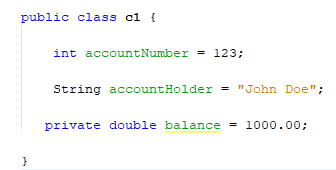 public class c1 {
int accountNumber = 123;
String accountHolder = "John Doe";
private double balance = 1000.00;
}